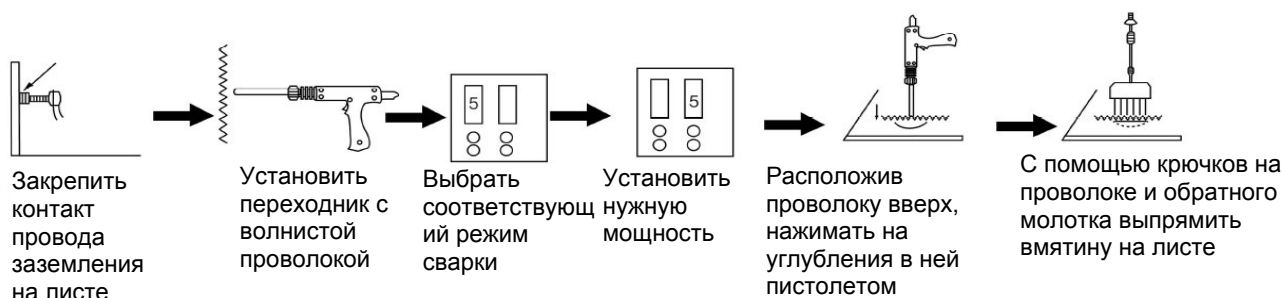 5
5
Закрепить
контакт
провода
заземления
на листе
Установить
переходник с
волнистой
проволокой
Выбрать
соответствующ
ий режим
сварки
Установить
нужную
мощность
Расположив
проволоку вверх,
нажимать на
углубления в ней
пистолетом
С помощью крючков на
проволоке и обратного
молотка выпрямить
вмятину на листе